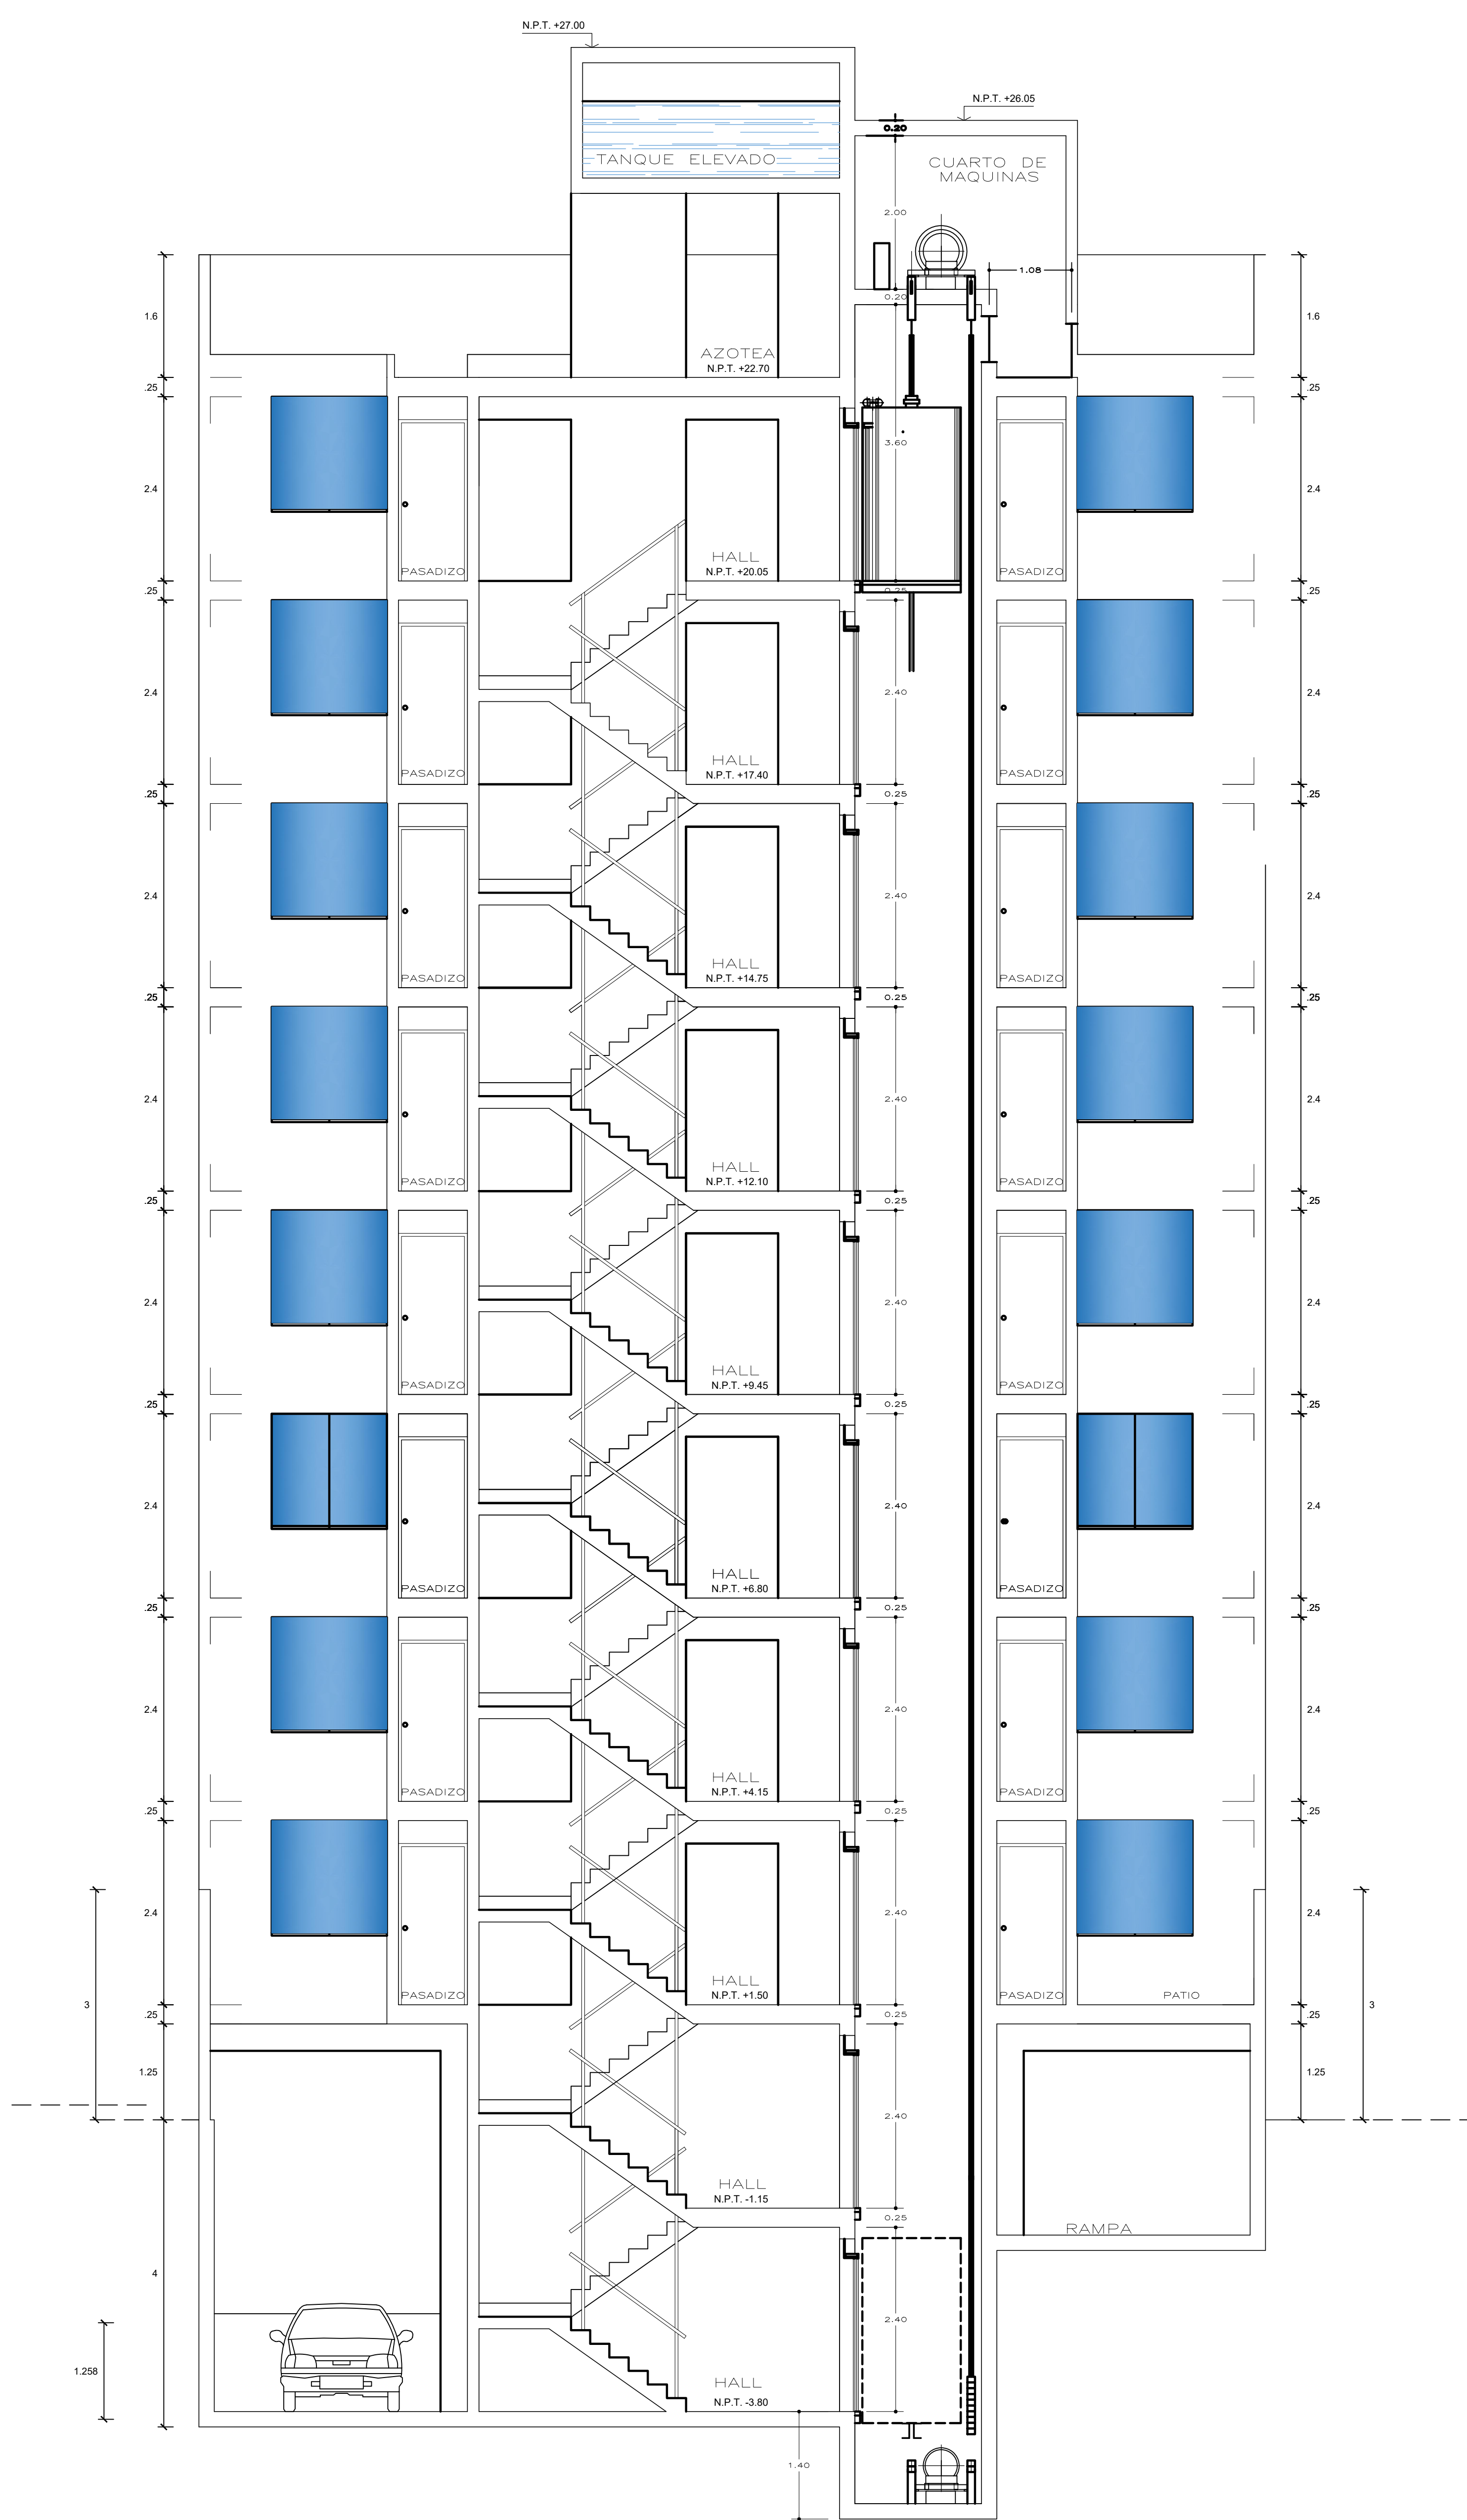 N.P.T. +27.00
N.P.T. +26.05
0.20
TANQUE ELEVADO
CUARTO DE
MAQUINAS
2.00
1.08
0.20
1.6
1.6
AZOTEA
N.P.T. +22.70
.25
.25
3.60
2.4
2.4
HALL
N.P.T. +20.05
PASADIZO
PASADIZO
.25
0.25
.25
2.4
2.40
2.4
HALL
N.P.T. +17.40
PASADIZO
PASADIZO
.25
0.25
.25
2.4
2.40
2.4
HALL
N.P.T. +14.75
PASADIZO
PASADIZO
.25
0.25
.25
2.4
2.40
2.4
HALL
N.P.T. +12.10
PASADIZO
PASADIZO
.25
0.25
.25
2.4
2.40
2.4
HALL
N.P.T. +9.45
PASADIZO
PASADIZO
.25
0.25
.25
2.4
2.40
2.4
HALL
N.P.T. +6.80
PASADIZO
PASADIZO
.25
0.25
.25
2.4
2.40
2.4
HALL
N.P.T. +4.15
PASADIZO
PASADIZO
.25
0.25
.25
2.4
2.40
2.4
HALL
N.P.T. +1.50
PASADIZO
PASADIZO
PATIO
3
3
.25
0.25
.25
1.25
1.25
2.40
HALL
N.P.T. -1.15
0.25
RAMPA
4
2.40
1.258
HALL
N.P.T. -3.80
1.40